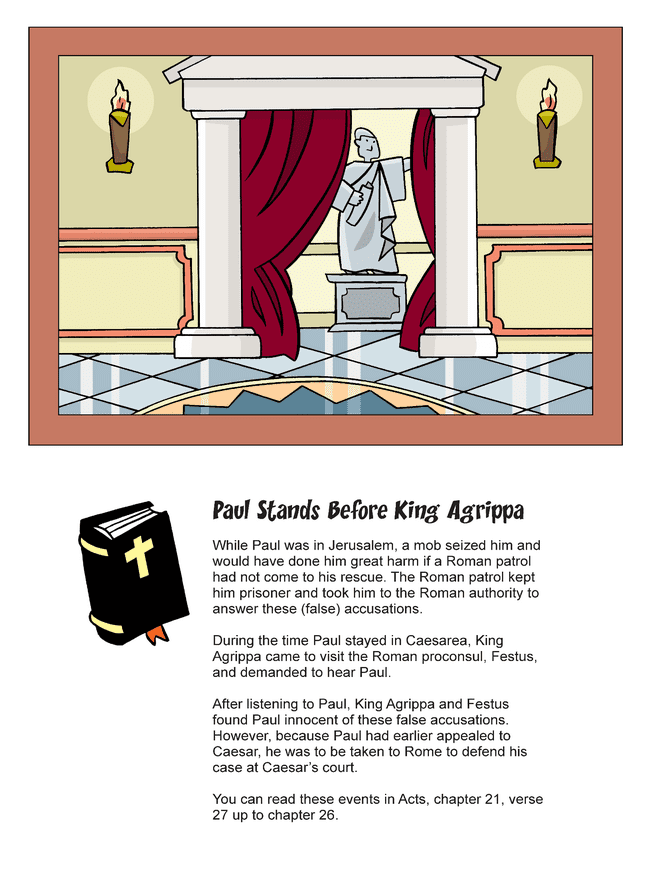 Paul Stands Before King Agrippa
While Paul was in Jerusalem, a mob seized him and
would have done him great harm if a Roman patrol
had not come to his rescue. The Roman patrol kept
him prisoner and took him to the Roman authority to
answer these (false) accusations.
During the time Paul stayed in Caesarea, King
Agrippa came to visit the Roman proconsul, Festus,
and demanded to hear Paul.
After listening to Paul, King Agrippa and Festus
found Paul innocent of these false accusations.
However, because Paul had earlier appealed to
Caesar, he was to be taken to Rome to defend his
case at Caesar's court.
You can read these events in Acts, chapter 21, verse
27 up to chapter 26.